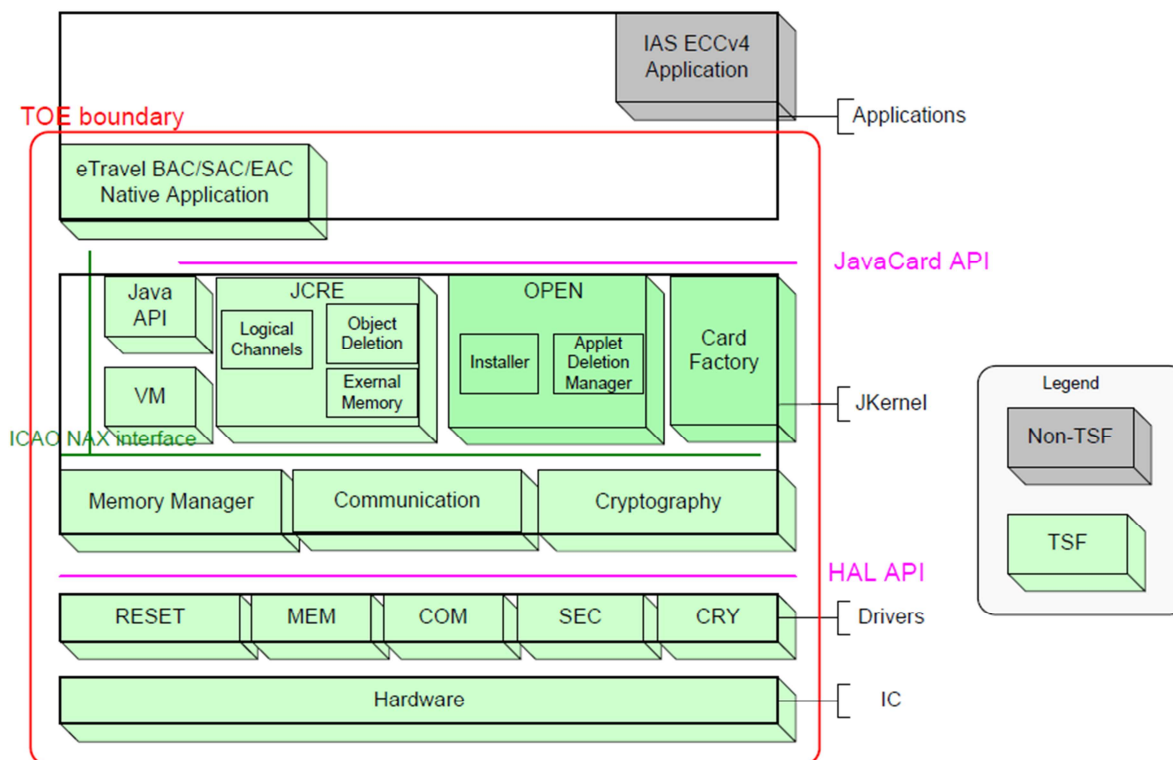 IAS ECCv4
Application
Applications
TOE boundary
eTravel BAC/SAC/EAC
Native Application
JavaCard API
Java
API
JCRE
OPEN
Logical
Channels
Object
Deletion
Installer
Applet
Deletion
Manager
Card
Factory
VM
Exernal
Memory
JKernel
ICAO NAX interface
Memory Manager
Communication
Cryptography
HAL API
RESET
MEM
COM
SEC
CRY
Drivers
Hardware
IC
Legend
Non-TSF
TSF